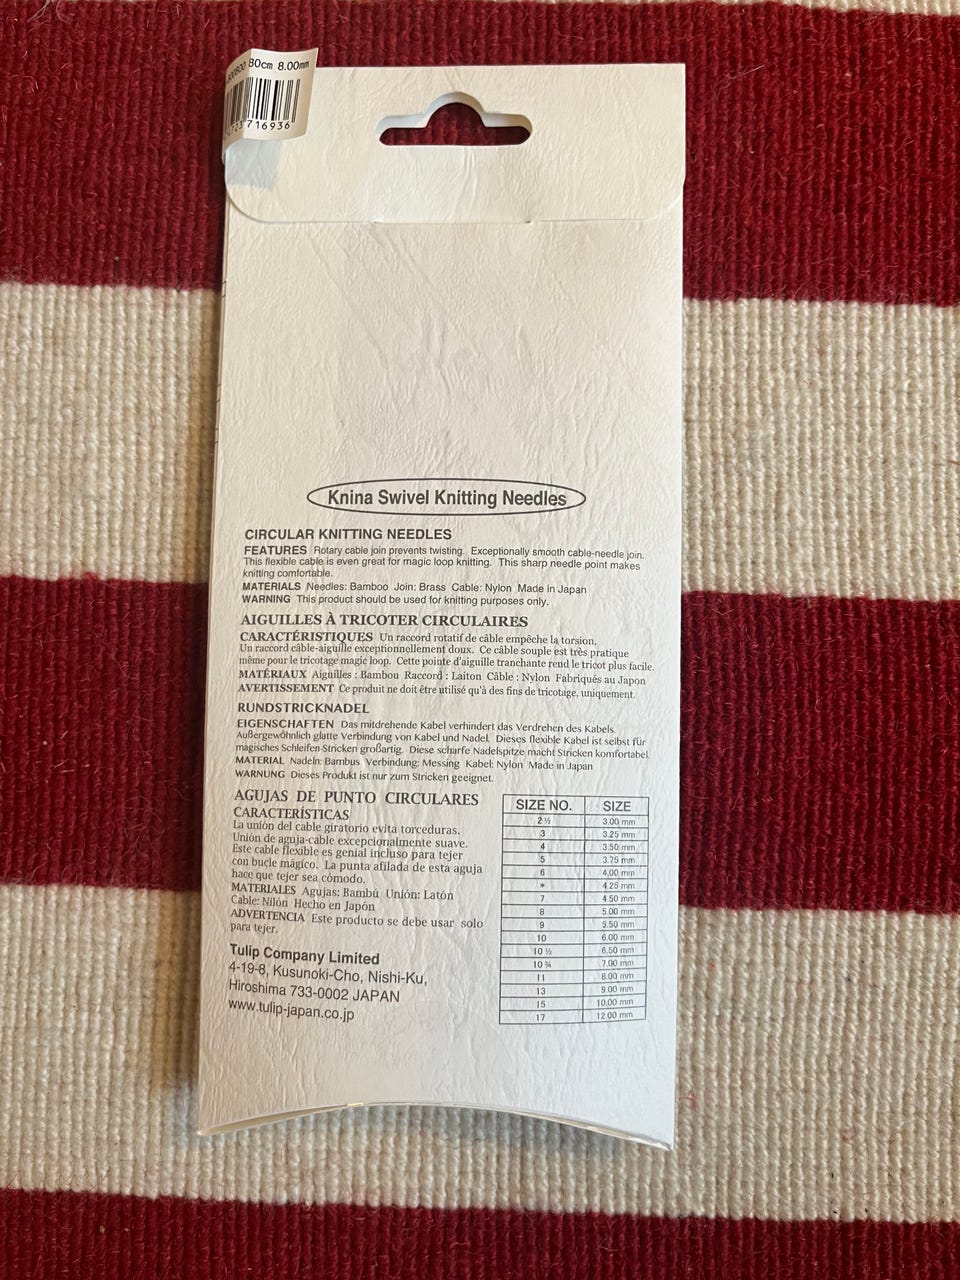 80cm 8.00mm
716936
Knina Swivel Knitting Needles
CIRCULAR KNITTING NEEDLES
FEATURES Rotary cable join prevents twisting. Exceptionally smooth cable-needle join.
This flexible cable is even great for magic loop knitting. This sharp needle point makes
knitting comfortable.
MATERIALS Needles: Bamboo Join: Brass Cable: Nylon Made in Japan
WARNING This product should be used for knitting purposes only.
AIGUILLES À TRICOTER CIRCULAIRES
CARACTÉRISTIQUES Un raccord rotatif de câble empêche la torsion.
Un raccord câble-aiguille exceptionnellement doux. Ce câble souple est très pratique
même pour le tricotage magic loop. Cette pointe d'aiguille tranchante rend le tricot plus facile.
MATÉRIAUX Aiguilles : Bambou Raccord : Laiton Câble : Nylon Fabriqués au Japon
AVERTISSEMENT Ce produit ne doit être utilisé qu'à des fins de tricotage, uniquement.
RUNDSTRICKNADEL
EIGENSCHAFTEN Das mitdrehende Kabel verhindert das Verdrehen des Kabels.
Außergewöhnlich glatte Verbindung von Kabel und Nadel. Dieses flexible Kabel ist selbst für
magisches Schleifen-Stricken großartig. Diese scharfe Nadelspitze macht Stricken komfortabel.
MATERIAL Nadeln: Bambus Verbindung: Messing Kabel: Nylon Made in Japan
WARNUNG Dieses Produkt ist nur zum Stricken geeignet.
AGUJAS DE PUNTO CIRCULARES
CARACTERÍSTICAS
La unión del cable giratorio evita torceduras.
Unión de aguja-cable excepcionalmente suave.
Este cable flexible es genial incluso para tejer
con bucle mágico. La punta afilada de esta aguja
hace que tejer sea cómodo.
MATERIALES Agujas: Bambú Unión: Latón
Cable: Nilón Hecho en Japón
ADVERTENCIA Este producto se debe usar solo
para tejer.
Tulip Company Limited
4-19-8, Kusunoki-Cho, Nishi-Ku,
Hiroshima 733-0002 JAPAN
www.tulip-japan.co.jp
SIZE NO. SIZE
2 ½ 3.00 mm
3 3.25 mm
4 3.50 mm
5 3.75 mm
6 4.00 mm
* 4.25 mm
7 4.50 mm
8 5.00 mm
9 5.50 mm
10 6.00 mm
10 ½ 6.50 mm
10 ¾ 7.00 mm
11 8.00 mm
13 9.00 mm
15 10.00 mm
17 12.00 mm